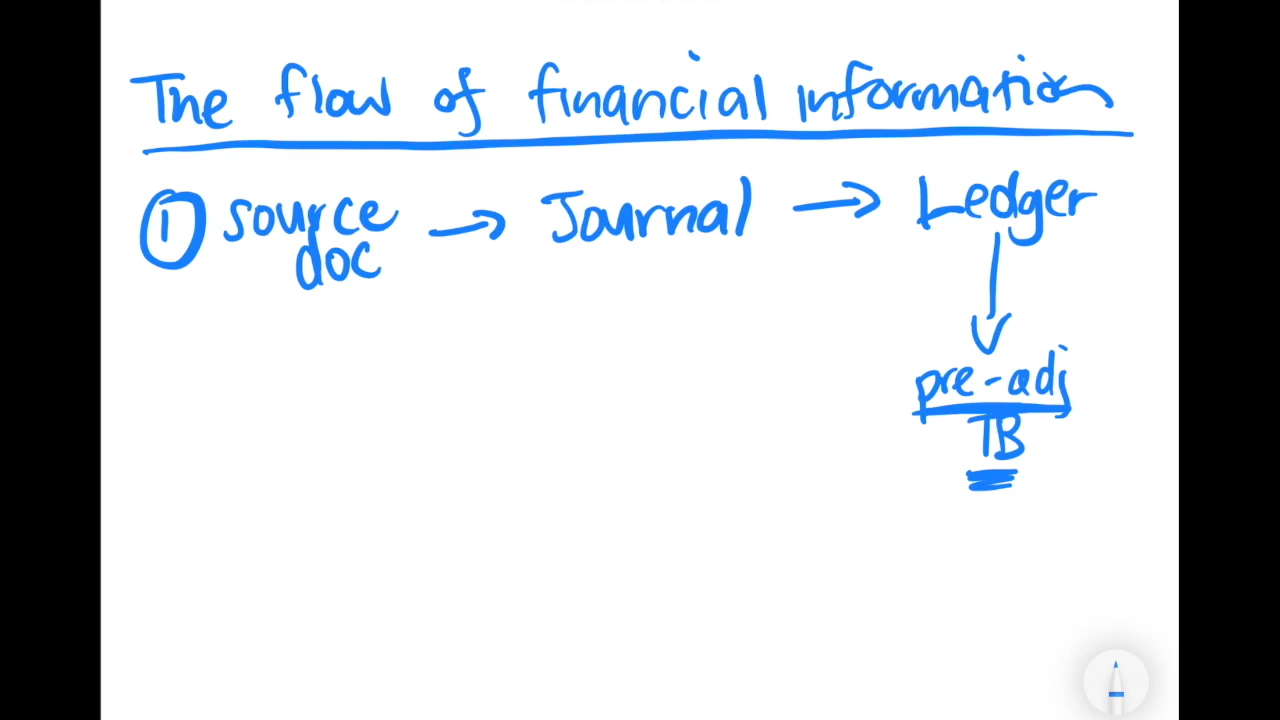 The flow of financial information
① source doc → Journal → Ledger
↓
pre-adj
TB